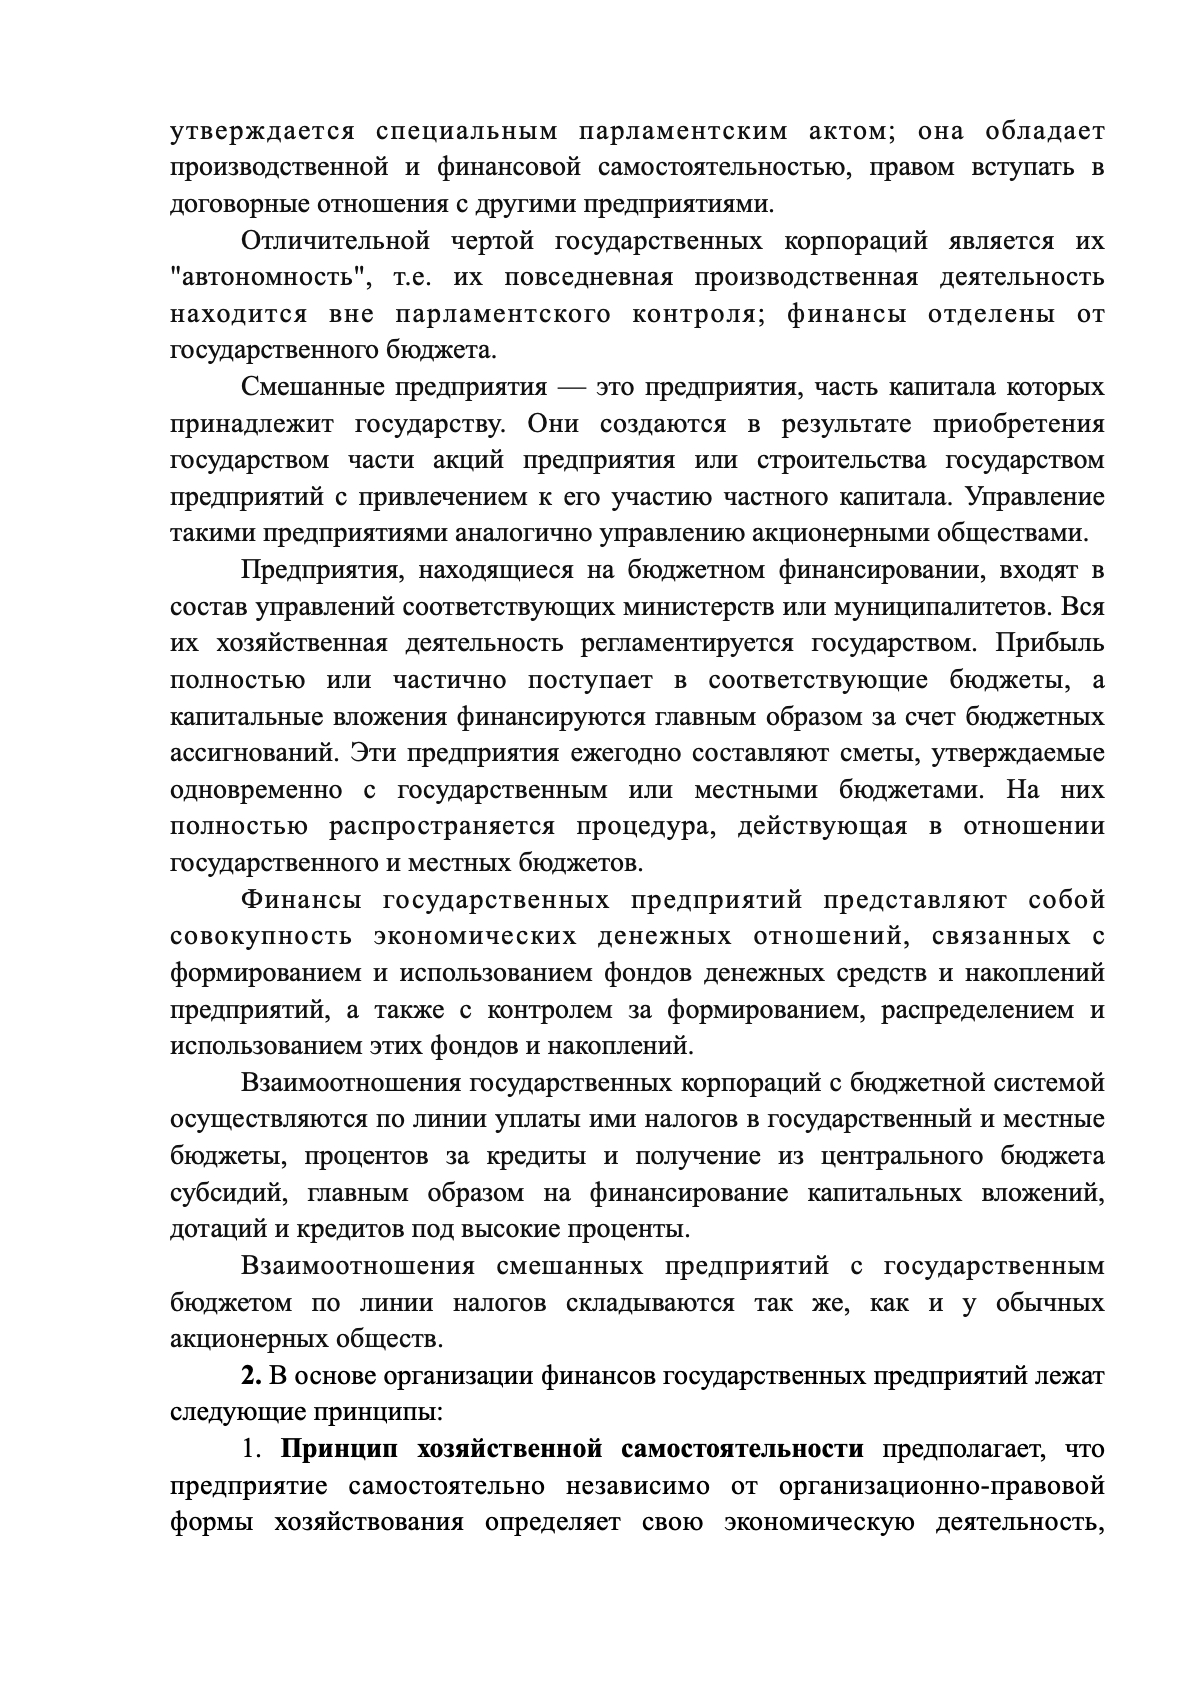 утверждается специальным парламентским актом; она обладает
производственной и финансовой самостоятельностью, правом вступать в
договорные отношения с другими предприятиями.
Отличительной чертой государственных корпораций является их
"автономность", т.е. их повседневная производственная деятельность
находится вне парламентского контроля; финансы отделены от
государственного бюджета.
Смешанные предприятия — это предприятия, часть капитала которых
принадлежит государству. Они создаются в результате приобретения
государством части акций предприятия или строительства государством
предприятий с привлечением к его участию частного капитала. Управление
такими предприятиями аналогично управлению акционерными обществами.
Предприятия, находящиеся на бюджетном финансировании, входят в
состав управлений соответствующих министерств или муниципалитетов. Вся
их хозяйственная деятельность регламентируется государством. Прибыль
полностью или частично поступает в соответствующие бюджеты, а
капитальные вложения финансируются главным образом за счет бюджетных
ассигнований. Эти предприятия ежегодно составляют сметы, утверждаемые
одновременно с государственным или местными бюджетами. На них
полностью распространяется процедура, действующая в отношении
государственного и местных бюджетов.
Финансы государственных предприятий представляют собой
совокупность экономических денежных отношений, связанных с
формированием и использованием фондов денежных средств и накоплений
предприятий, а также с контролем за формированием, распределением и
использованием этих фондов и накоплений.
Взаимоотношения государственных корпораций с бюджетной системой
осуществляются по линии уплаты ими налогов в государственный и местные
бюджеты, процентов за кредиты и получение из центрального бюджета
субсидий, главным образом на финансирование капитальных вложений,
дотаций и кредитов под высокие проценты.
Взаимоотношения смешанных предприятий с государственным
бюджетом по линии налогов складываются так же, как и у обычных
акционерных обществ.
2. В основе организации финансов государственных предприятий лежат
следующие принципы:
1. Принцип хозяйственной самостоятельности предполагает, что
предприятие самостоятельно независимо от организационно-правовой
формы хозяйствования определяет свою экономическую деятельность,